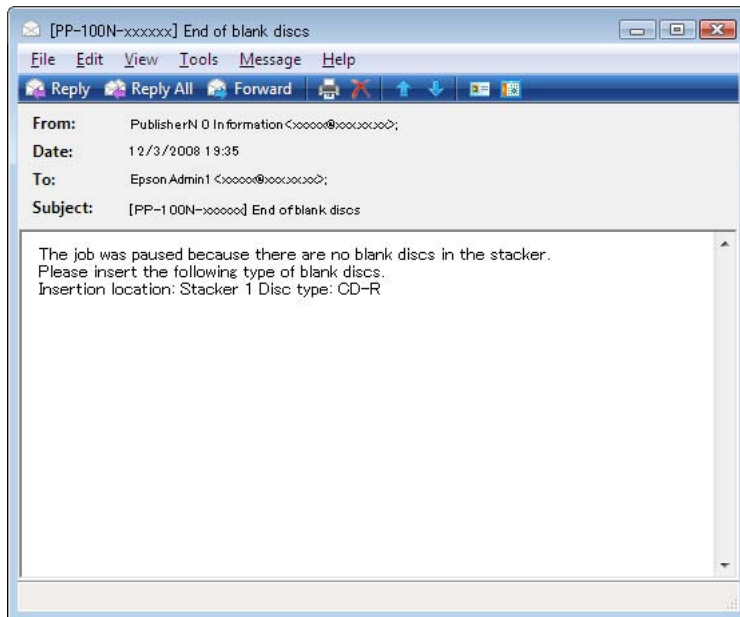 [PP-100N-xxxxxx] End of blank discs
File Edit View Tools Message Help
Reply Reply All Forward
From: PublisherN 0 Information<xxxxx@xxx.xx.xx>;
Date: 12/3/2008 19:35
To: Epson Admin1 <xxxxx@xxx.xx.xx>;
Subject: [PP-100N-xxxxxx] End of blank discs
The job was paused because there are no blank discs in the stacker.
Please insert the following type of blank discs.
Insertion location: Stacker 1 Disc type: CD-R